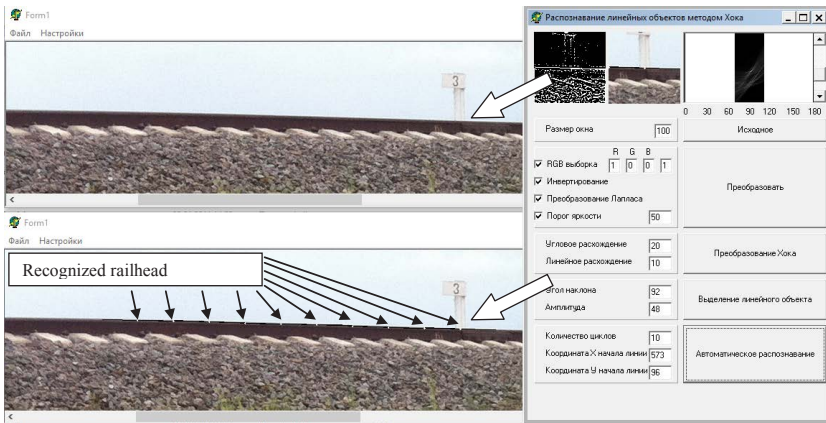 Form1
Файл Настройки
3
Form1
Файл Настройки
Recognized railhead
3
Распознавание линейных объектов методом Хока
0 30 60 90 120 150 180
Размер окна 100
Исходное
R G B
RGB выборка 1 0 0 1
Инвертирование
Преобразование Лапласа
Порог яркости 50
Преобразовать
Угловое расхождение 20
Линейное расхождение 10
Преобразование Хока
Угол наклона 92
Амплитуда 48
Выделение линейного объекта
Количество циклов 10
Координата X начала линии 573
Координата У начала линии 96
Автоматическое распознавание